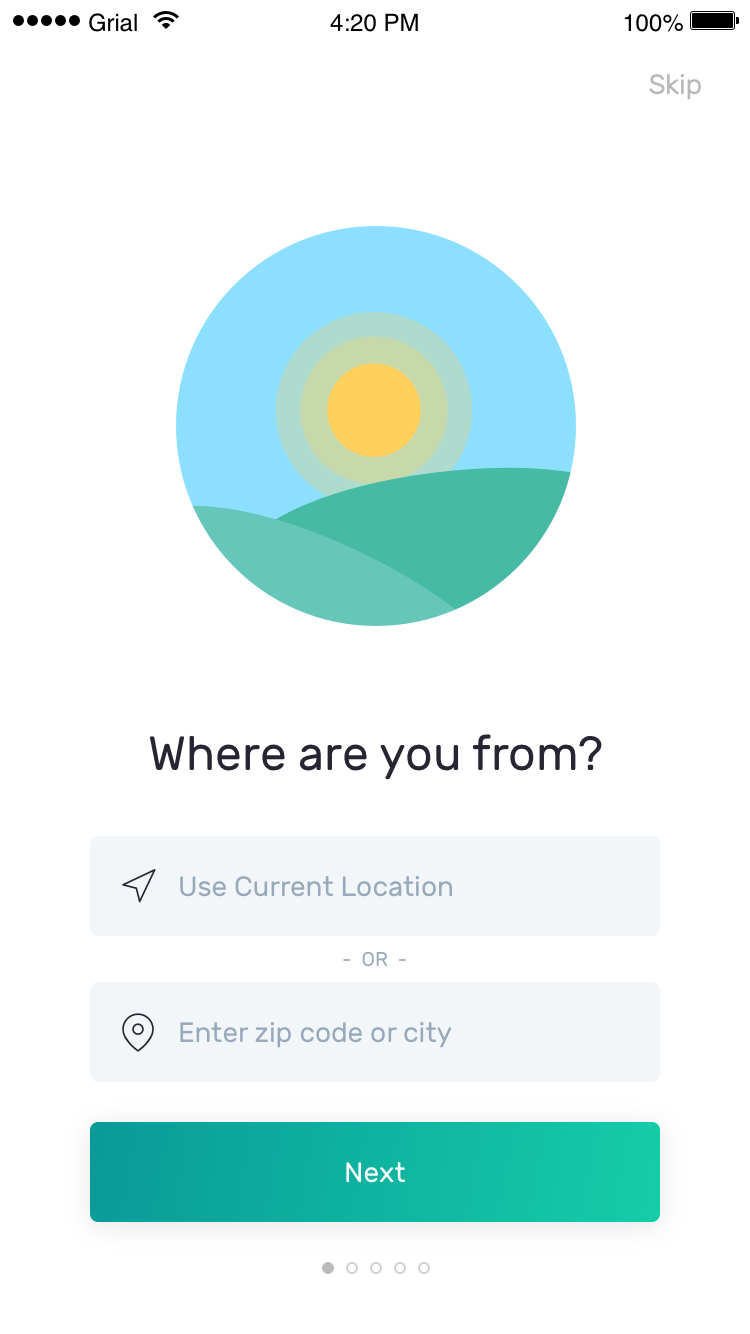 Grial 4:20 PM 100%
Skip
Where are you from?
Use Current Location
- OR -
Enter zip code or city
Next